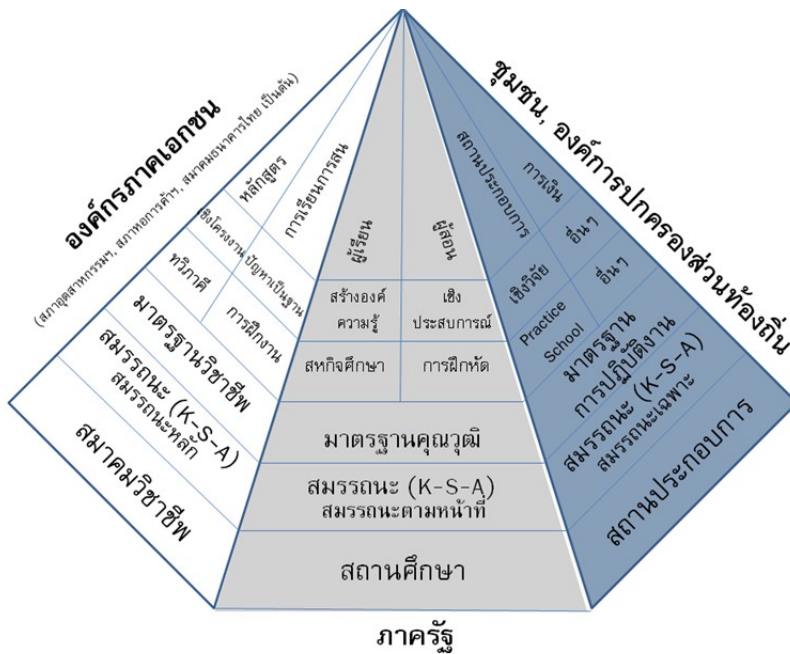 องค์กรภาคเอกชน
(สภาอุตสาหกรรมฯ, สภาหอการค้าฯ, สมาคมธนาคารไทย เป็นต้น)
หลักสูตร
การเรียนการสน
เชิงโครงงาน
ปัญหาเป็นฐาน
ทวิภาคี
การฝึกงาน
มาตรฐานวิชาชีพ
สมรรถนะ (K-S-A)
สมรรถนะหลัก
สมาคมวิชาชีพ
ผู้เรียน
ผู้สอน
สร้างองค์
ความรู้
เชิง
ประสบการณ์
สหกิจศึกษา
การฝึกหัด
มาตรฐานคุณวุฒิ
สมรรถนะ (K-S-A)
สมรรถนะตามหน้าที่
สถานศึกษา
ภาครัฐ
ชุมชน, องค์การปกครองส่วนท้องถิ่น
สถานประกอบการ
การเงิน
อื่นๆ
เชิงวิจัย
อื่นๆ
Practice
School
มาตรฐาน
การปฏิบัติงาน
สมรรถนะ (K-S-A)
สมรรถนะเฉพาะ
สถานประกอบการ